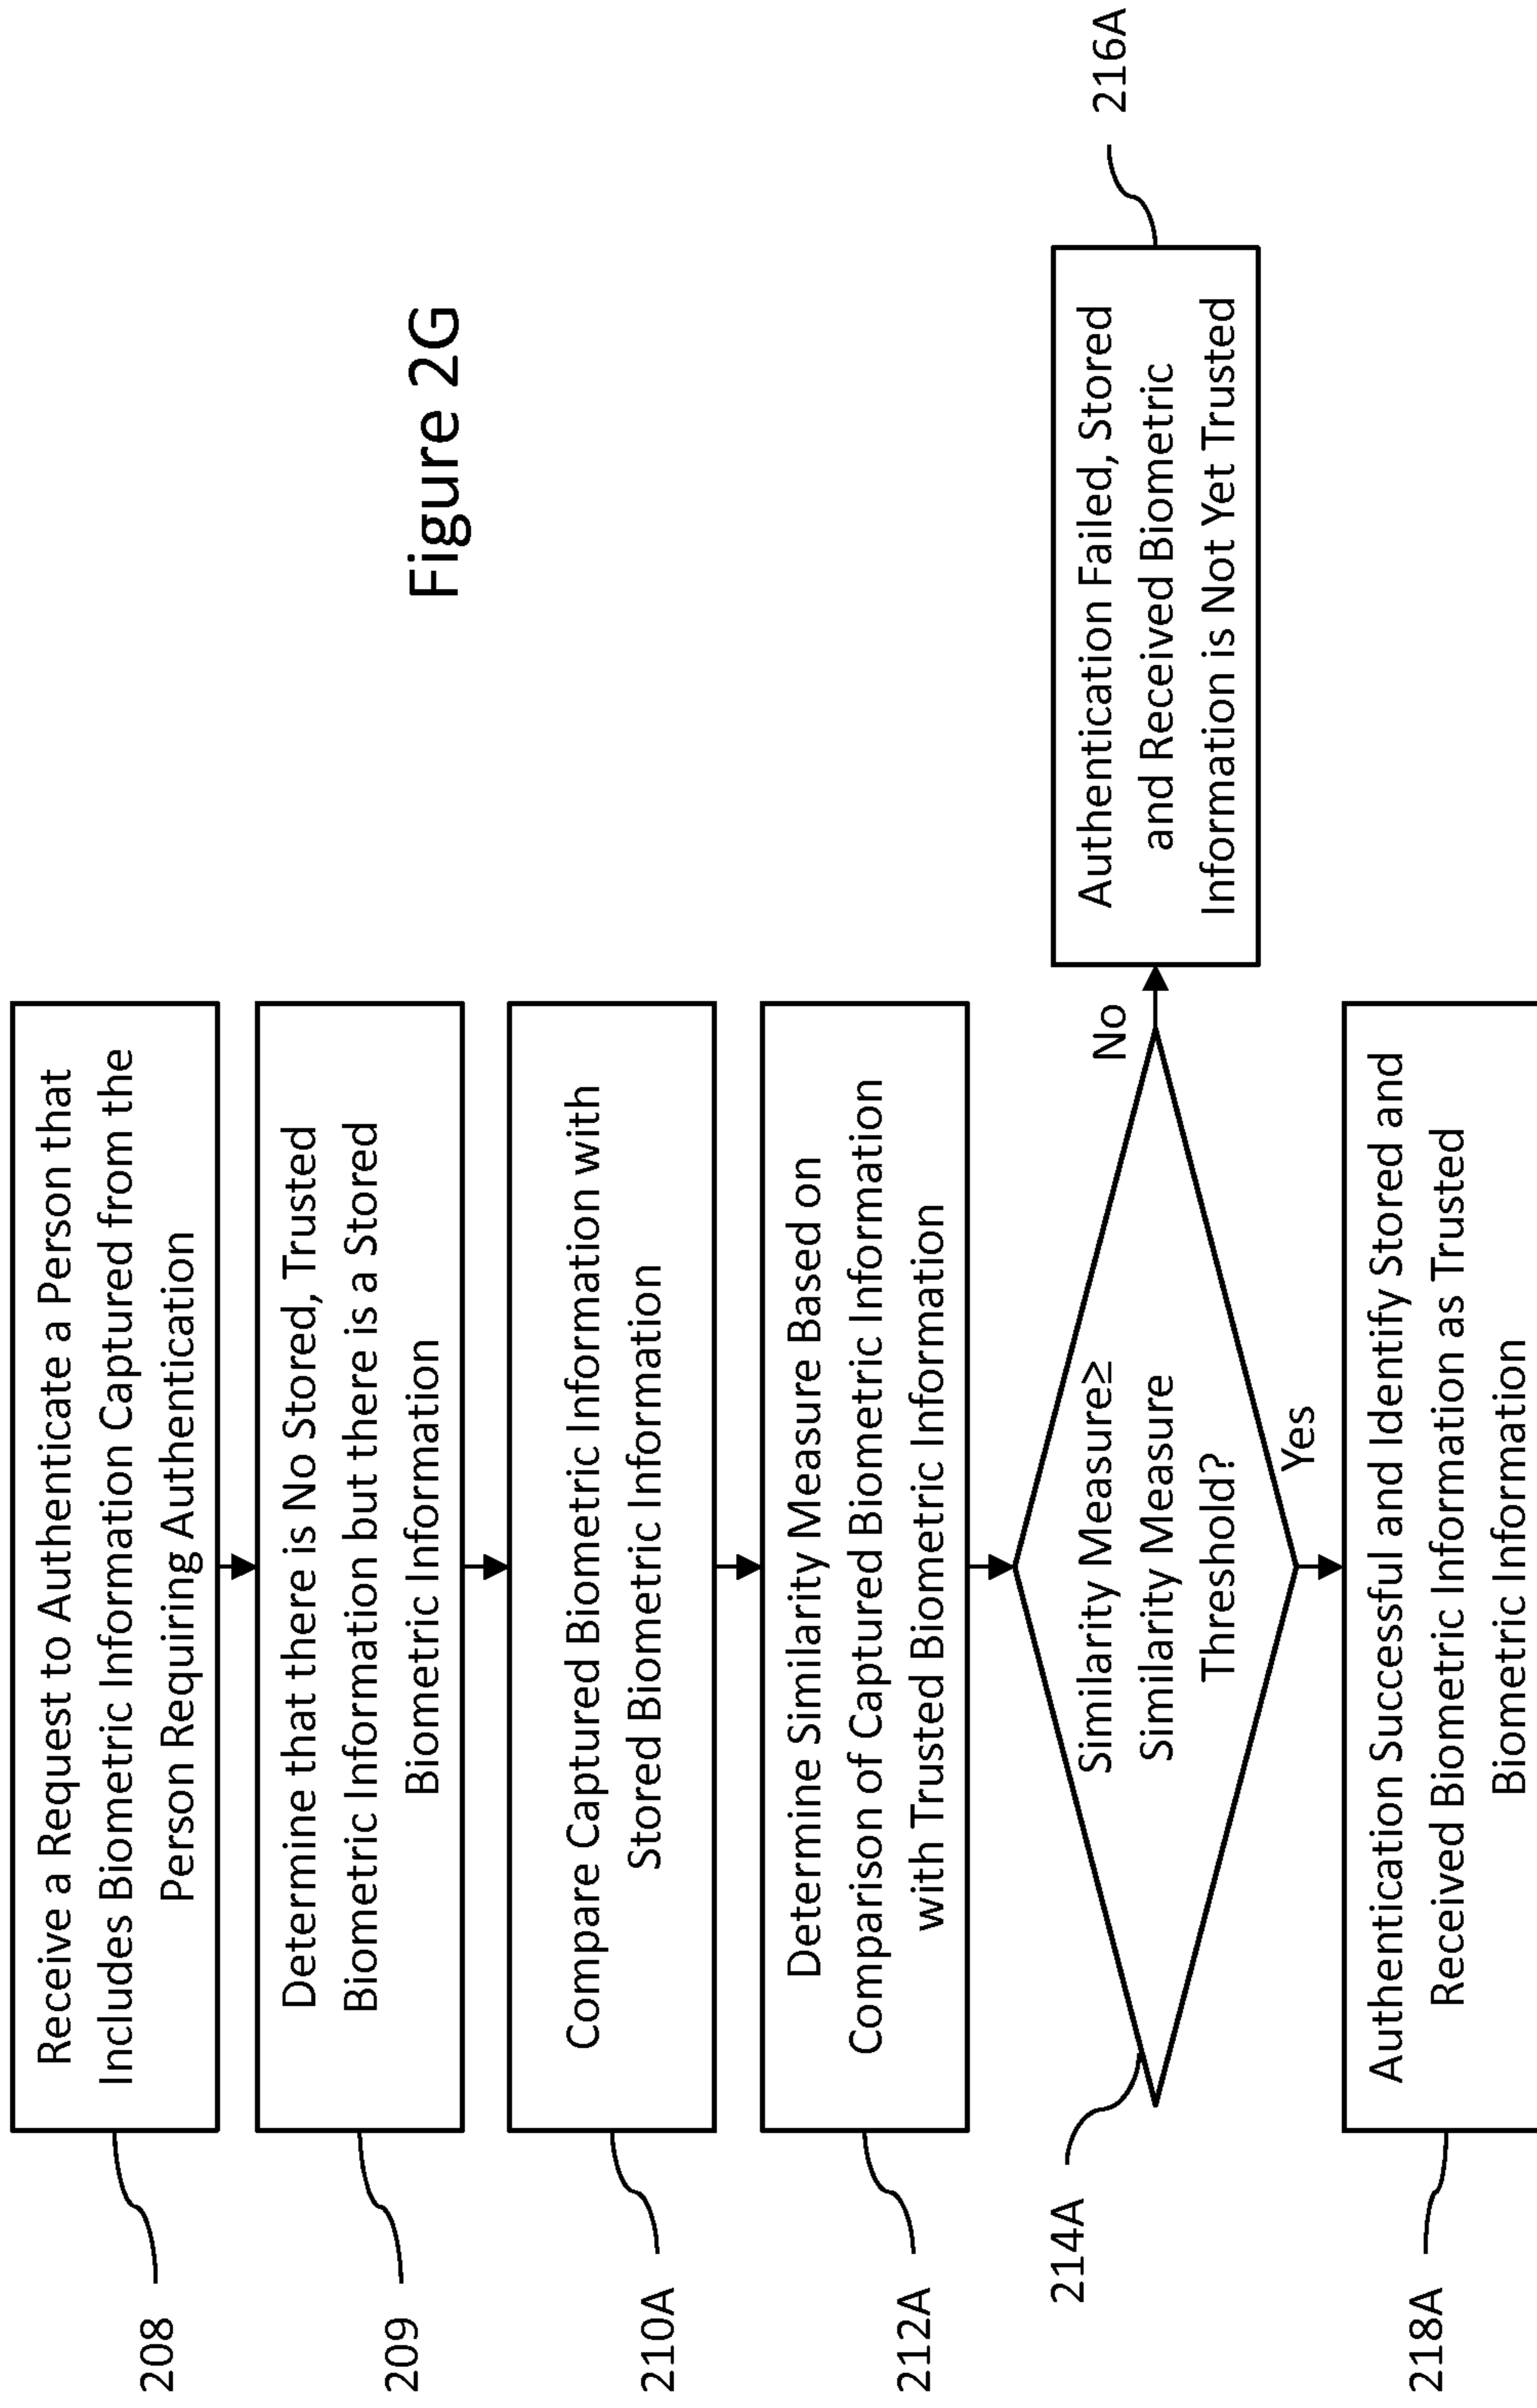 208
Receive a Request to Authenticate a Person that
Includes Biometric Information Captured from the
Person Requiring Authentication
209
Determine that there is No Stored, Trusted
Biometric Information but there is a Stored
Biometric Information
210A
Compare Captured Biometric Information with
Stored Biometric Information
212A
Determine Similarity Measure Based on
Comparison of Captured Biometric Information
with Trusted Biometric Information
214A
Similarity Measure≥
Similarity Measure
Threshold?
No
Authentication Failed, Stored
and Received Biometric
Information is Not Yet Trusted
216A
Yes
218A
Authentication Successful and Identify Stored and
Received Biometric Information as Trusted
Biometric Information
Figure 2G